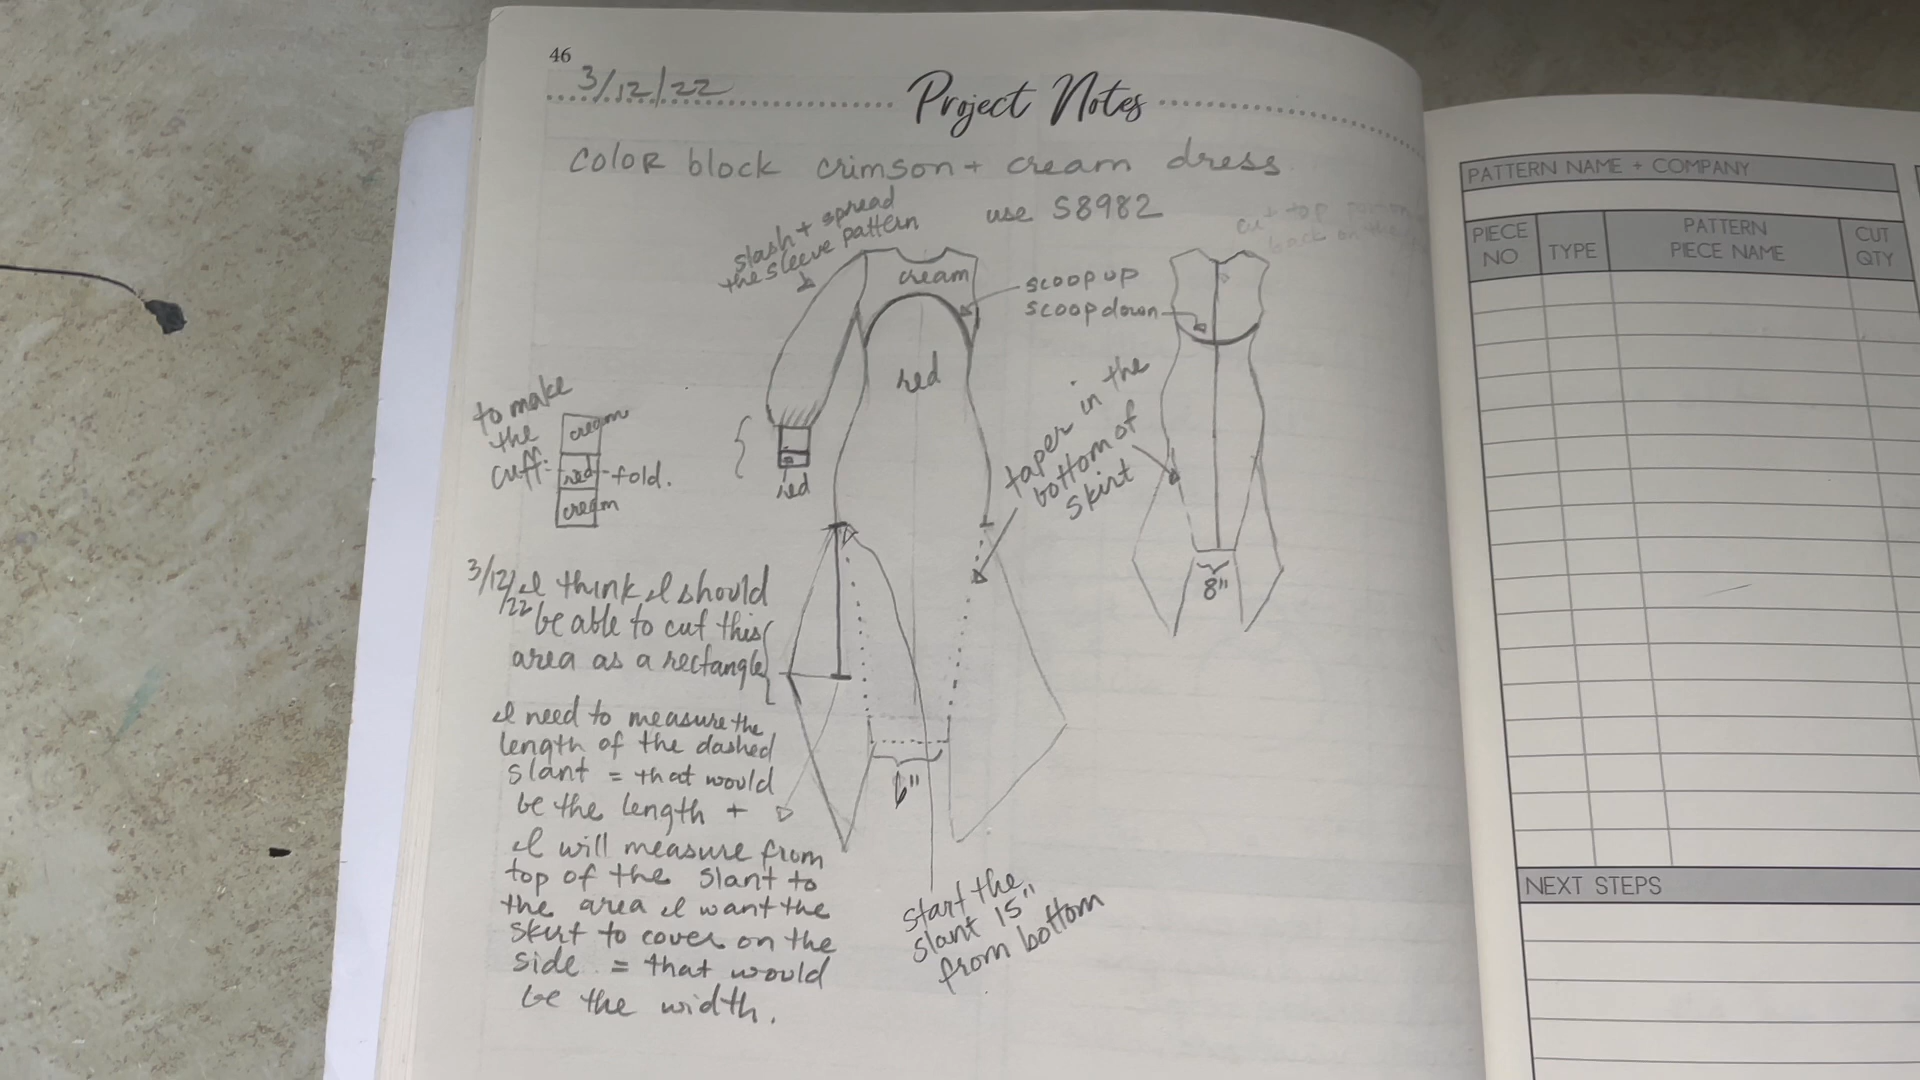 46
3/12/22
Project Notes
COLOR block crimson + cream dress
use S8982
slash + spread
the sleeve pattern
cream
scoop up
scoop down
red
taper in the
bottom of
skirt
to make
the
cuff:
cream
red - fold.
cream
red
8"
3/12/22 I think I should
be able to cut this
area as a rectangle
I need to measure the
length of the dashed
slant = that would
be the length +
I will measure from
top of the slant to
the area I want the
skirt to cover on the
side = that would
be the width.
6"
start the
slant 15"
from bottom
PATTERN NAME + COMPANY
PIECE NO
TYPE
PATTERN PIECE NAME
CUT QTY
NEXT STEPS